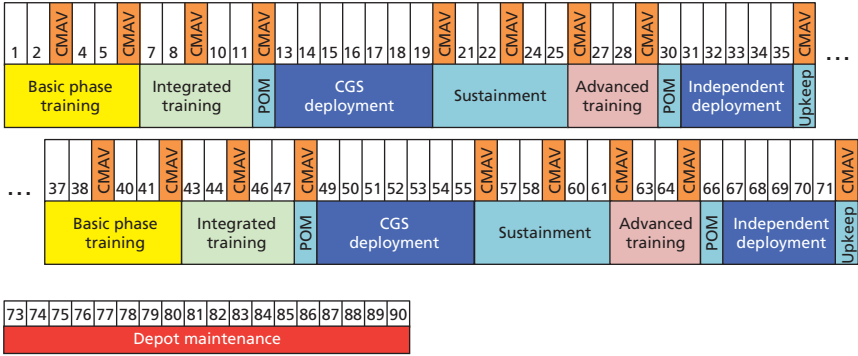 1 2 CMAV 4 5 CMAV 7 8 CMAV 10 11 CMAV 13 14 15 16 17 18 19 CMAV 21 22 CMAV 24 25 CMAV 27 28 CMAV 30 31 32 33 34 35 CMAV ...
Basic phase
training
Integrated
training
POM
CGS
deployment
Sustainment
Advanced
training
POM
Independent
deployment
Upkeep
... 37 38 CMAV 40 41 CMAV 43 44 CMAV 46 47 CMAV 49 50 51 52 53 54 55 CMAV 57 58 CMAV 60 61 CMAV 63 64 CMAV 66 67 68 69 70 71 CMAV
Basic phase
training
Integrated
training
POM
CGS
deployment
Sustainment
Advanced
training
POM
Independent
deployment
Upkeep
73 74 75 76 77 78 79 80 81 82 83 84 85 86 87 88 89 90
Depot maintenance